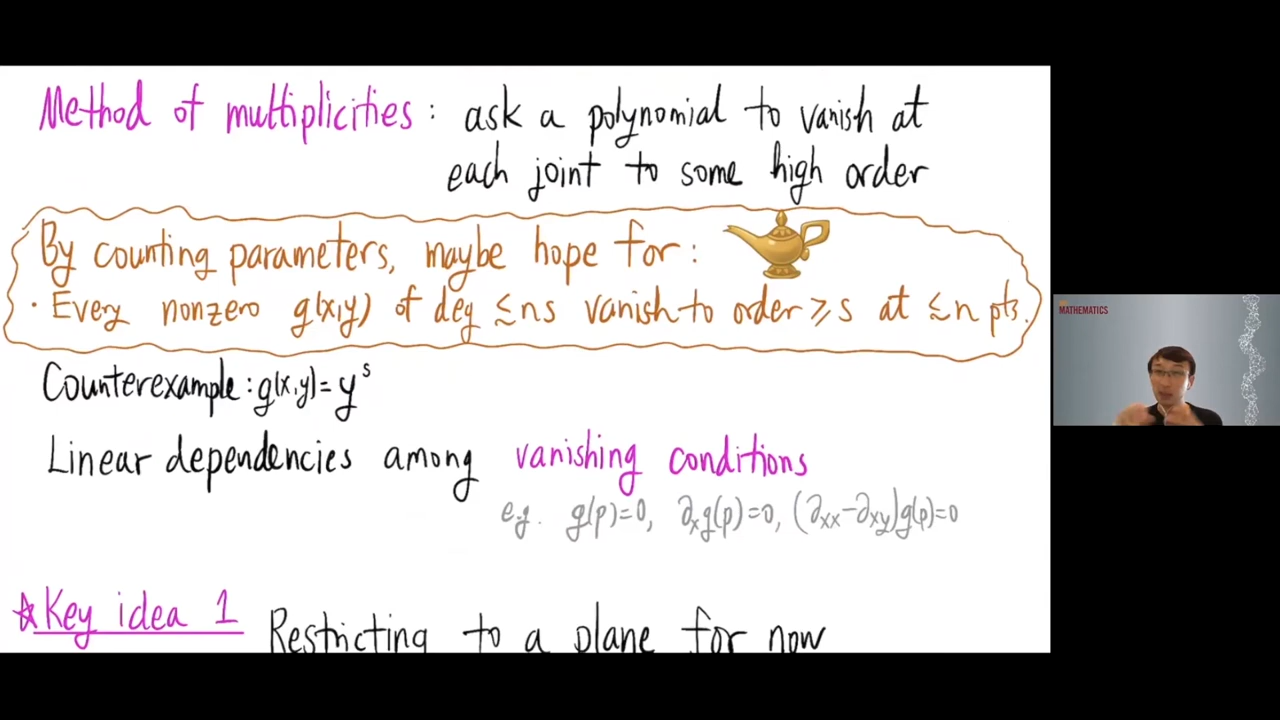 Method of multiplicities : ask a polynomial to vanish at
each joint to some high order
By counting parameters, maybe hope for :
· Every nonzero g(x,y) of deg ≲ns vanish to order ⩾s at ≲n pts.
Counterexample : g(x,y)= y^s
Linear dependencies among vanishing conditions
e.g. g(p)=0, ∂ₓg(p)=0, (∂ₓₓ-∂ₓy)g(p)=0
☆Key idea 1 Restricting to a plane for now
MATHEMATICS